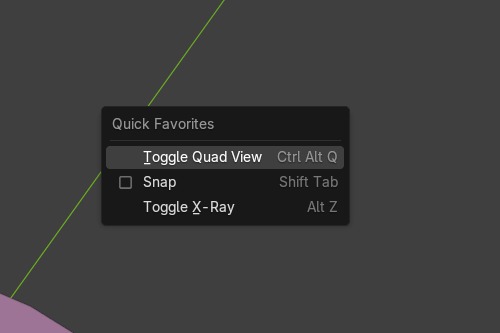 Quick Favorites
Toggle Quad View Ctrl Alt Q
Snap Shift Tab
Toggle X-Ray Alt Z